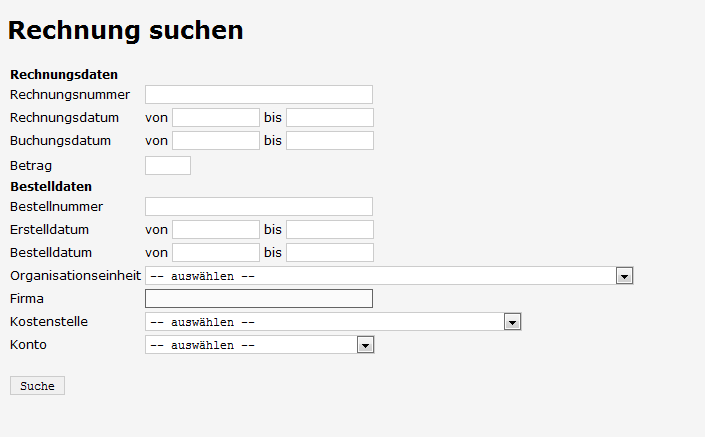 Rechnung suchen
Rechnungsdaten
Rechnungsnummer
Rechnungsdatum von bis
Buchungsdatum von bis
Betrag
Bestelldaten
Bestellnummer
Erstelldatum von bis
Bestelldatum von bis
Organisationseinheit -- auswählen --
Firma
Kostenstelle -- auswählen --
Konto -- auswählen --
Suche